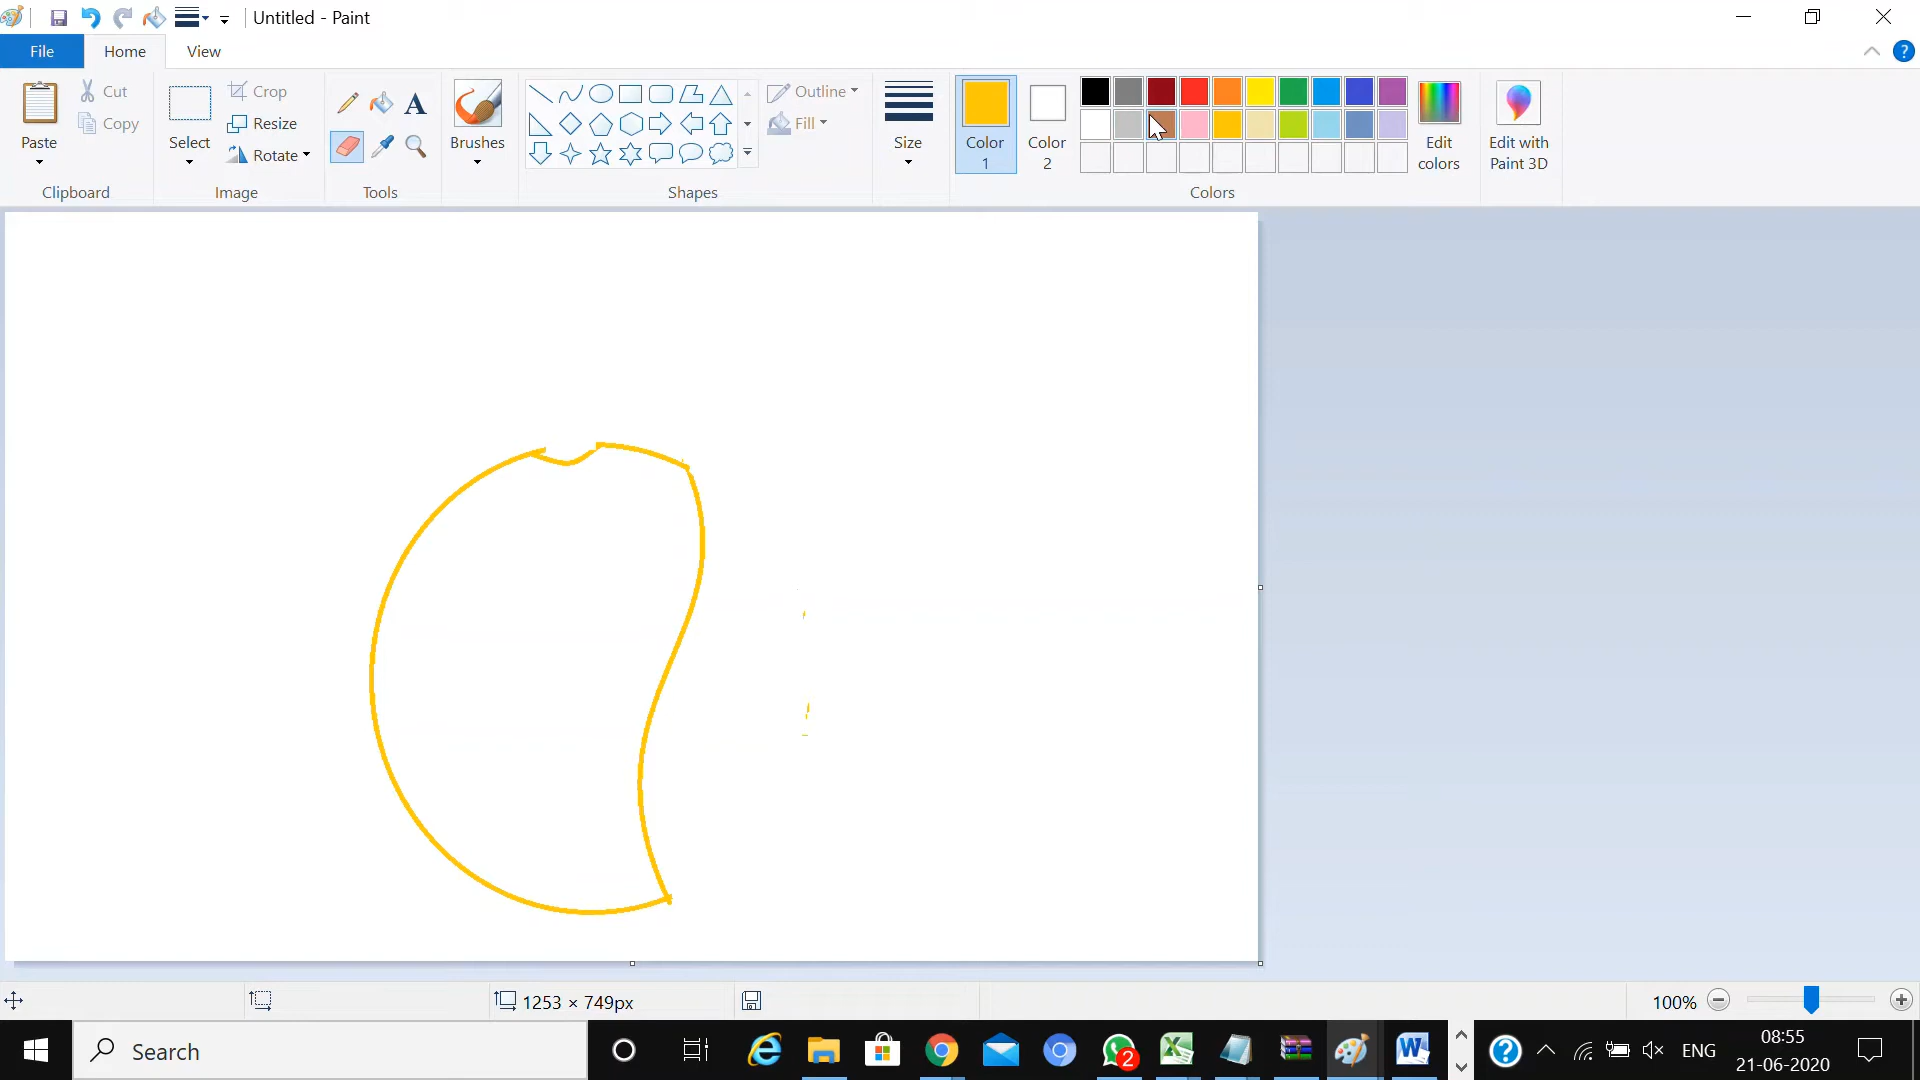 Untitled - Paint
File Home View
Paste
Cut
Copy
Clipboard
Select
Crop
Resize
Rotate
Image
Tools
Brushes
Shapes
Outline
Fill
Size
Color 1
Color 2
Colors
Edit colors
Edit with Paint 3D
1253 × 749px
100%
Search
2
ENG
08:55
21-06-2020